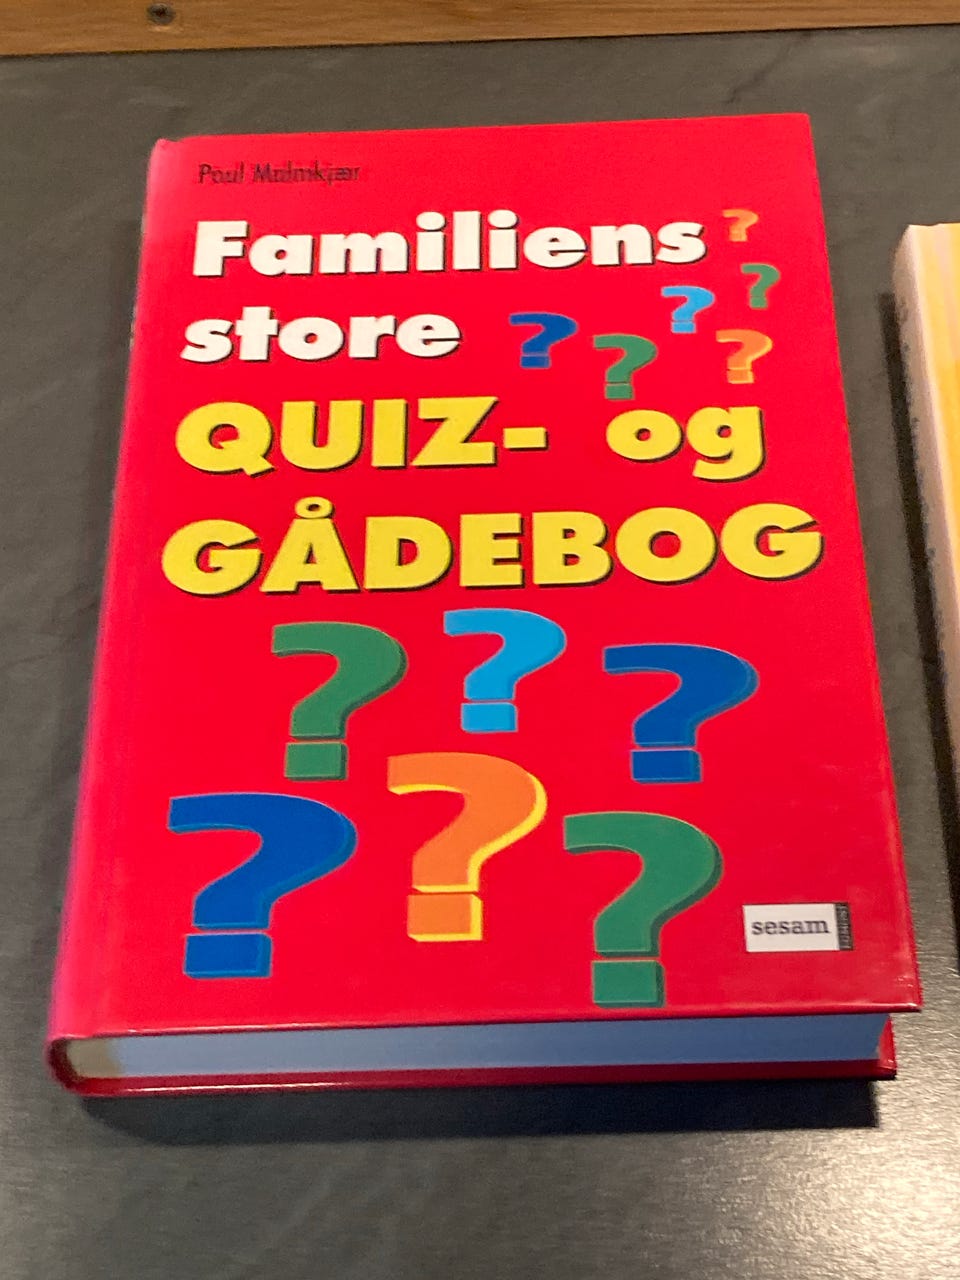 Poul Malmkjær
Familiens
store
QUIZ- og
GÅDEBOG
sesam